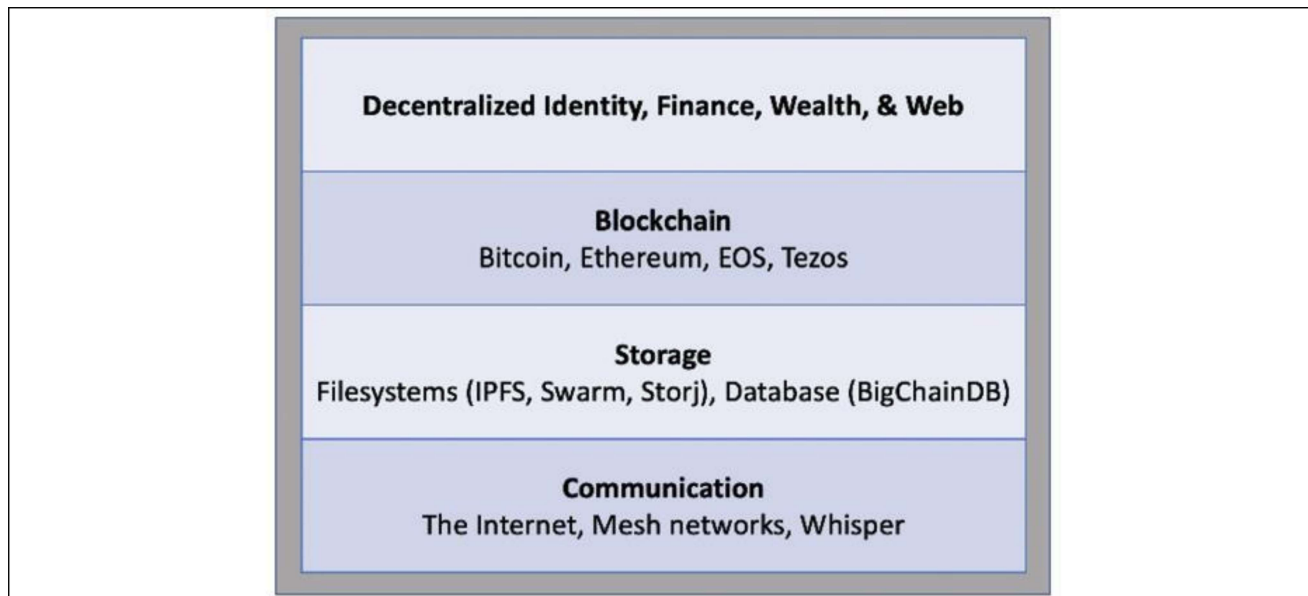 Decentralized Identity, Finance, Wealth, & Web
Blockchain
Bitcoin, Ethereum, EOS, Tezos
Storage
Filesystems (IPFS, Swarm, Storj), Database (BigChainDB)
Communication
The Internet, Mesh networks, Whisper